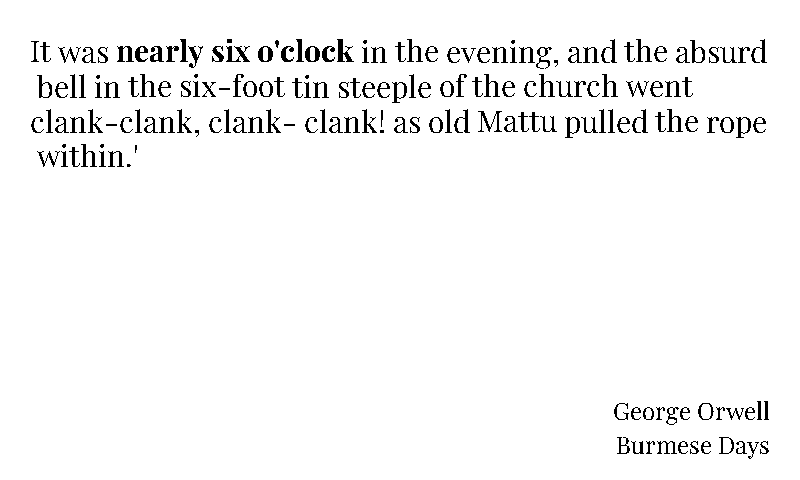 It was nearly six o'clock in the evening, and the absurd
bell in the six-foot tin steeple of the church went
clank-clank, clank- clank! as old Mattu pulled the rope
within.'
George Orwell
Burmese Days